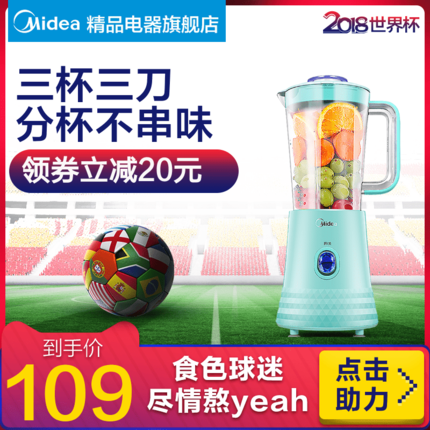 Midea 精品电器旗舰店
2018世界杯
三杯三刀
分杯不串味
领券立减20元
Midea
到手价
109
食色球迷
尽情熬yeah
点击
助力